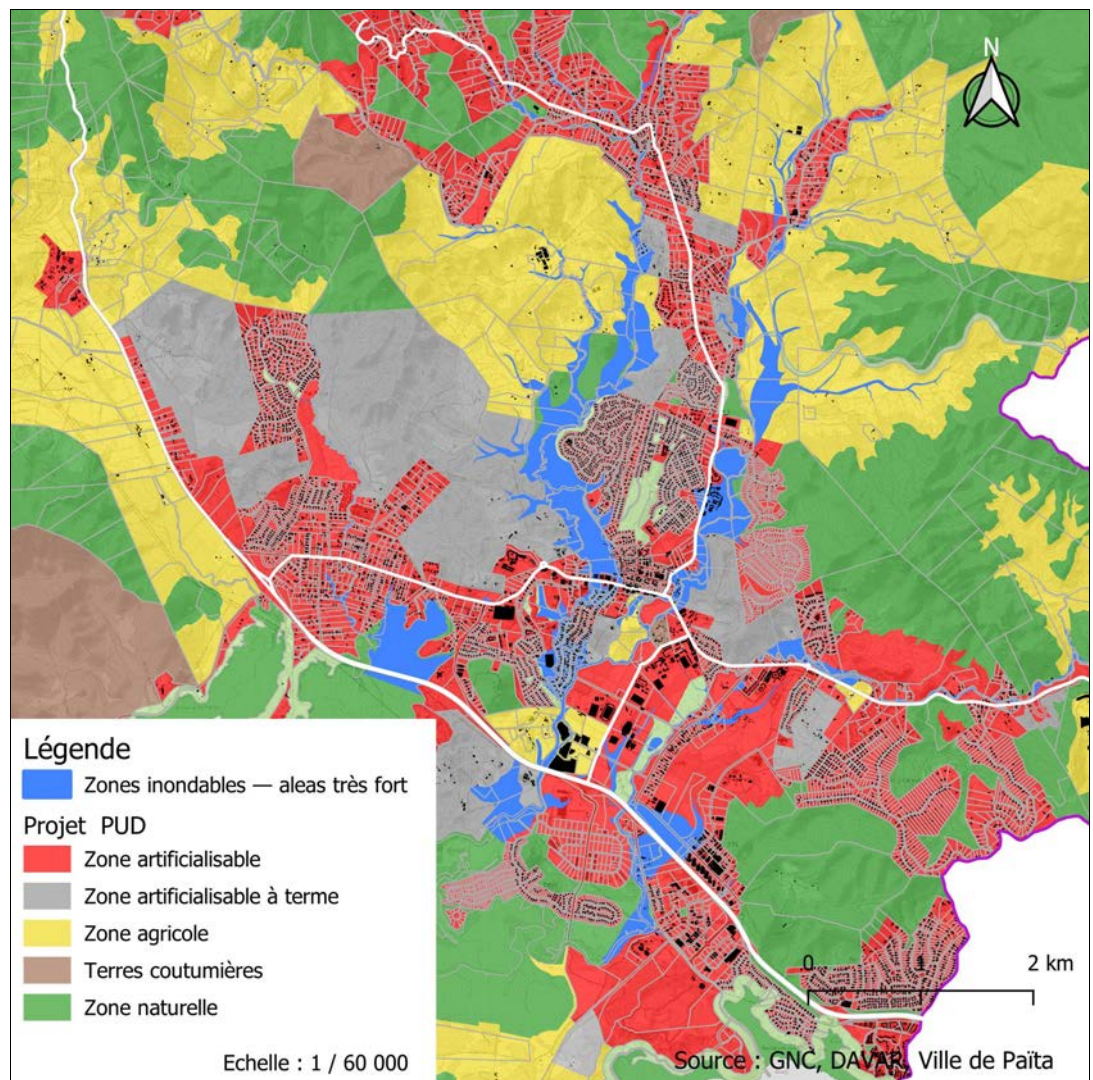 N
Légende
Zones inondables — aleas très fort
Projet PUD
Zone artificialisable
Zone artificialisable à terme
Zone agricole
Terres coutumières
Zone naturelle
Echelle : 1 / 60 000
0 1 2 km
Source : GNC, DAVAR, Ville de Païta